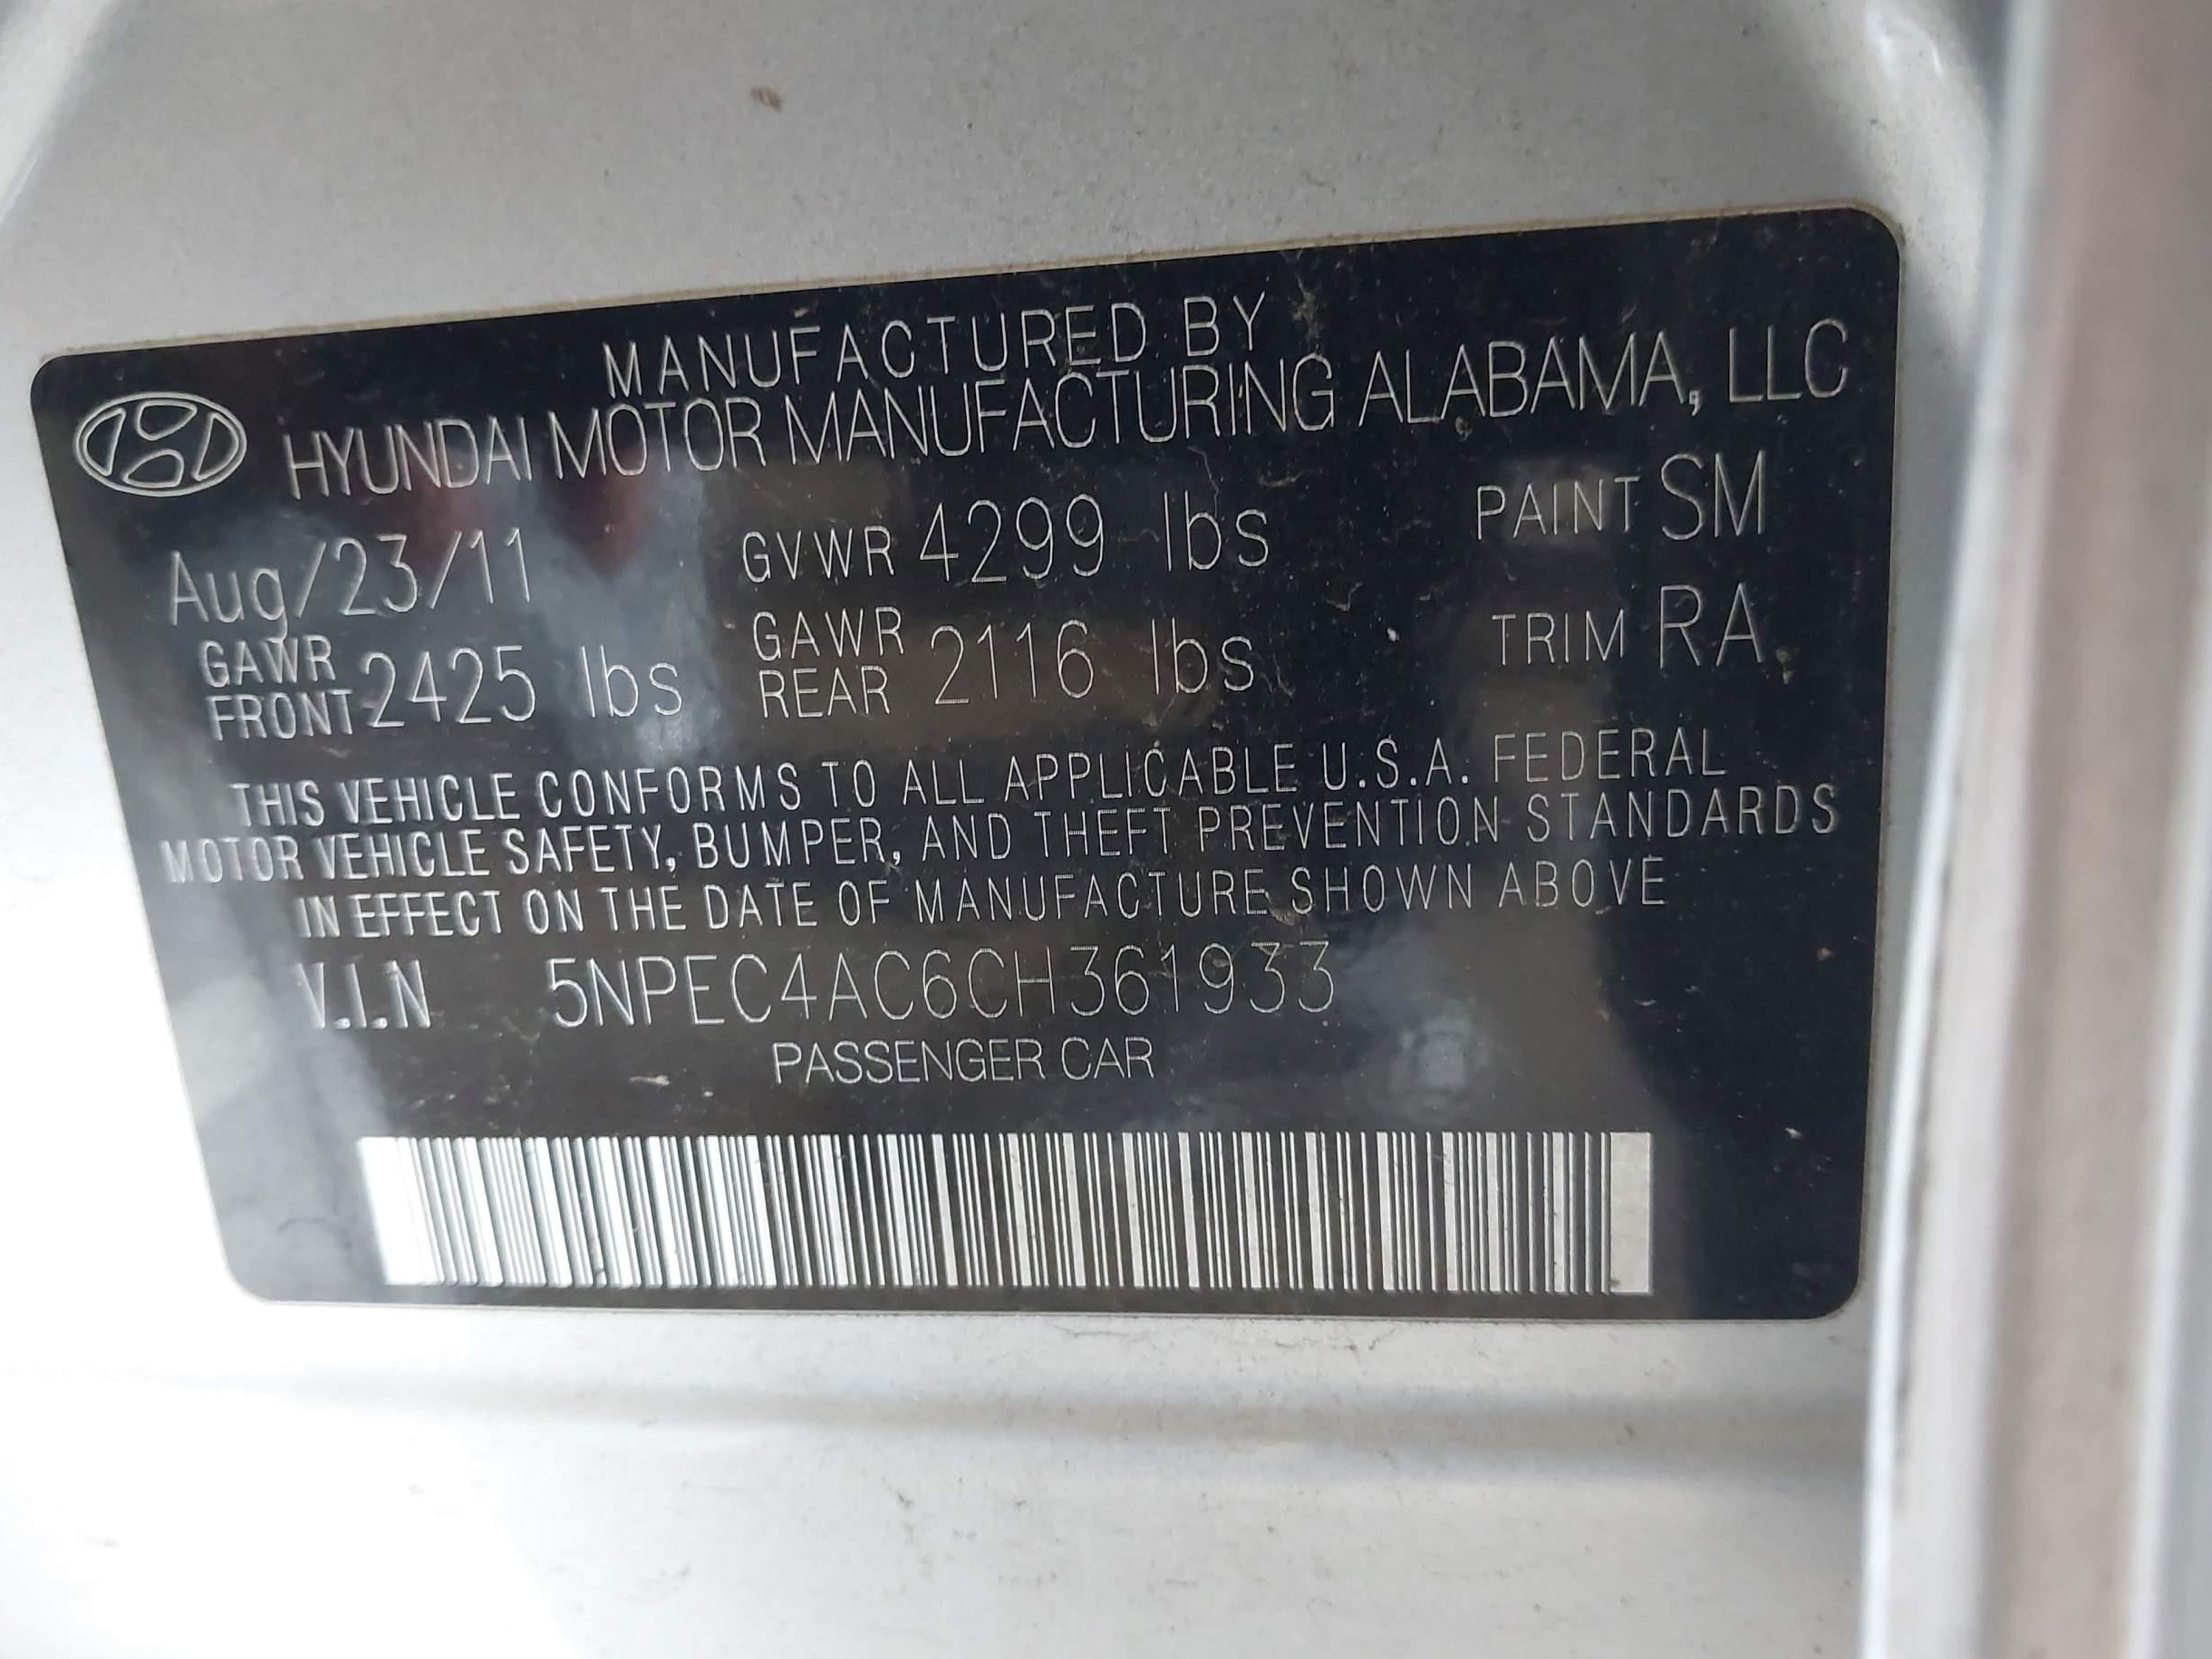 MANUFACTURED BY
HYUNDAI MOTOR MANUFACTURING ALABAMA, LLC
Aug/23/11 GVWR 4299 lbs PAINT SM
GAWR FRONT 2425 lbs GAWR REAR 2116 lbs TRIM RA
THIS VEHICLE CONFORMS TO ALL APPLICABLE U.S.A. FEDERAL
MOTOR VEHICLE SAFETY, BUMPER, AND THEFT PREVENTION STANDARDS
IN EFFECT ON THE DATE OF MANUFACTURE SHOWN ABOVE
V.I.N 5NPEC4AC6CH361933
PASSENGER CAR